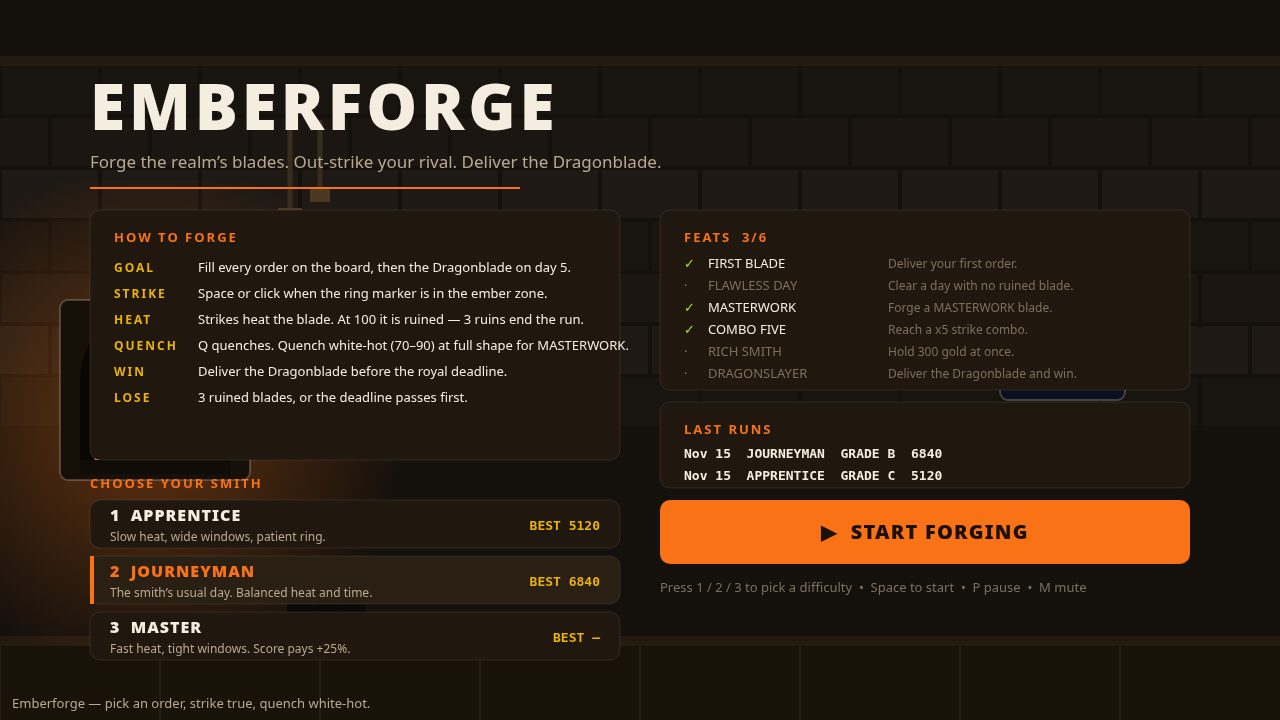 EMBERFORGE
Forge the realm’s blades. Out-strike your rival. Deliver the Dragonblade.
HOW TO FORGE
GOAL Fill every order on the board, then the Dragonblade on day 5.
STRIKE Space or click when the ring marker is in the ember zone.
HEAT Strikes heat the blade. At 100 it is ruined — 3 ruins end the run.
QUENCH Q quenches. Quench white-hot (70–90) at full shape for MASTERWORK.
WIN Deliver the Dragonblade before the royal deadline.
LOSE 3 ruined blades, or the deadline passes first.
CHOOSE YOUR SMITH
1 APPRENTICE BEST 5120
Slow heat, wide windows, patient ring.
2 JOURNEYMAN BEST 6840
The smith’s usual day. Balanced heat and time.
3 MASTER BEST —
Fast heat, tight windows. Score pays +25%.
FEATS 3/6
✓ FIRST BLADE Deliver your first order.
· FLAWLESS DAY Clear a day with no ruined blade.
✓ MASTERWORK Forge a MASTERWORK blade.
✓ COMBO FIVE Reach a x5 strike combo.
· RICH SMITH Hold 300 gold at once.
· DRAGONSLAYER Deliver the Dragonblade and win.
LAST RUNS
Nov 15 JOURNEYMAN GRADE B 6840
Nov 15 APPRENTICE GRADE C 5120
▶ START FORGING
Press 1 / 2 / 3 to pick a difficulty • Space to start • P pause • M mute
Emberforge — pick an order, strike true, quench white-hot.